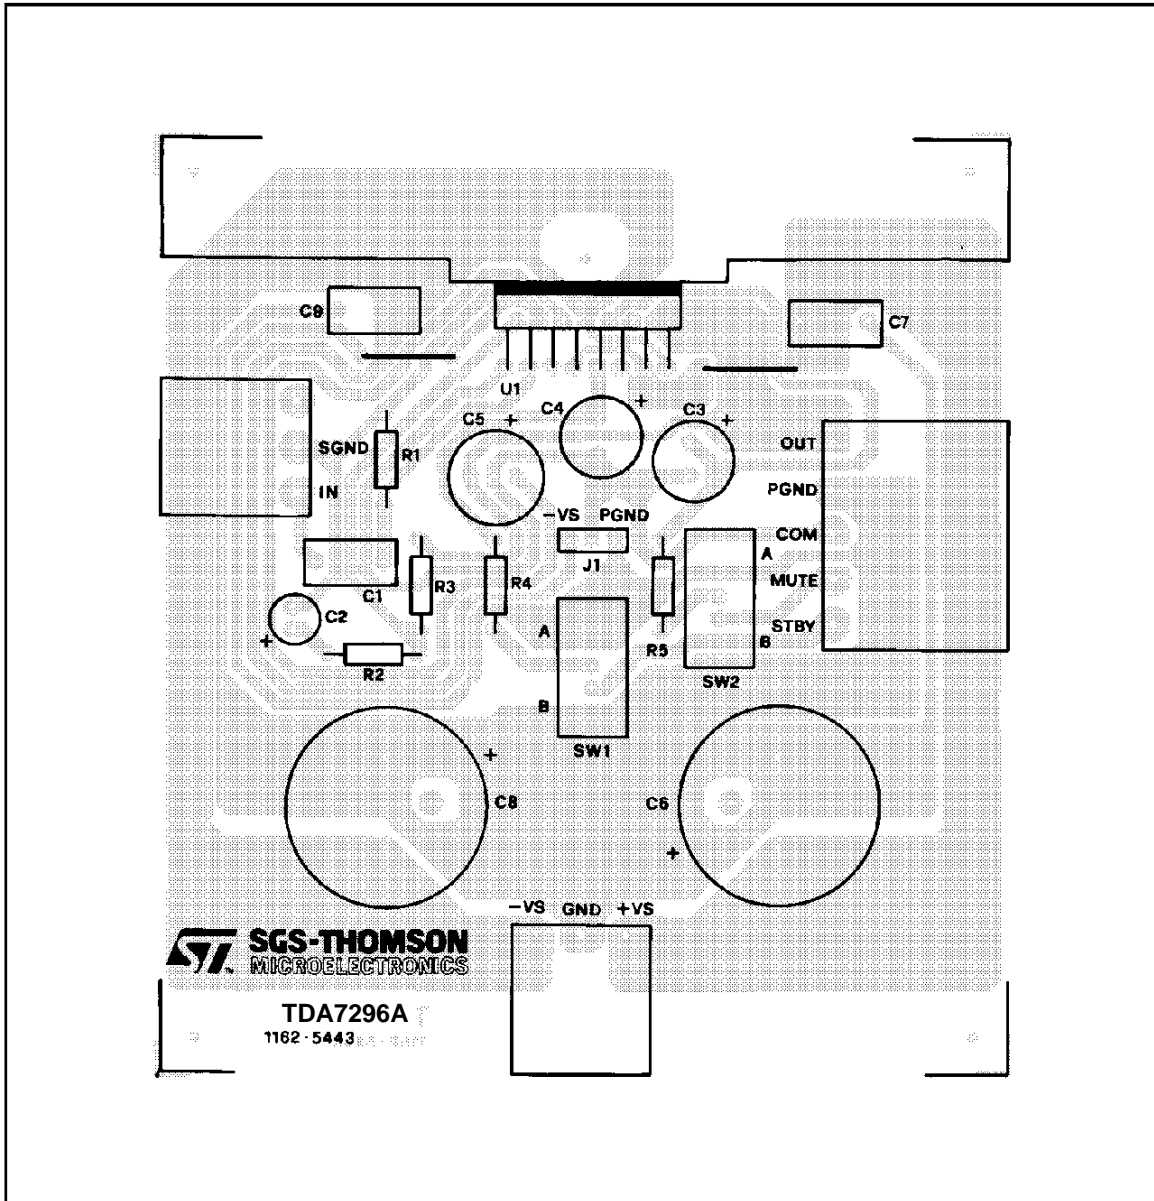 C9
C7
U1
C5
+
C4
+
C3
+
OUT
SGND
R1
PGND
IN
-VS PGND
COM
A
J1
MUTE
C1
R3
R4
C2
+
A
R5
STBY
B
R2
SW2
B
SW1
+
C8
C6
+
-VS GND +VS
ST
SGS-THOMSON
MICROELECTRONICS
TDA7296A
1162·5443